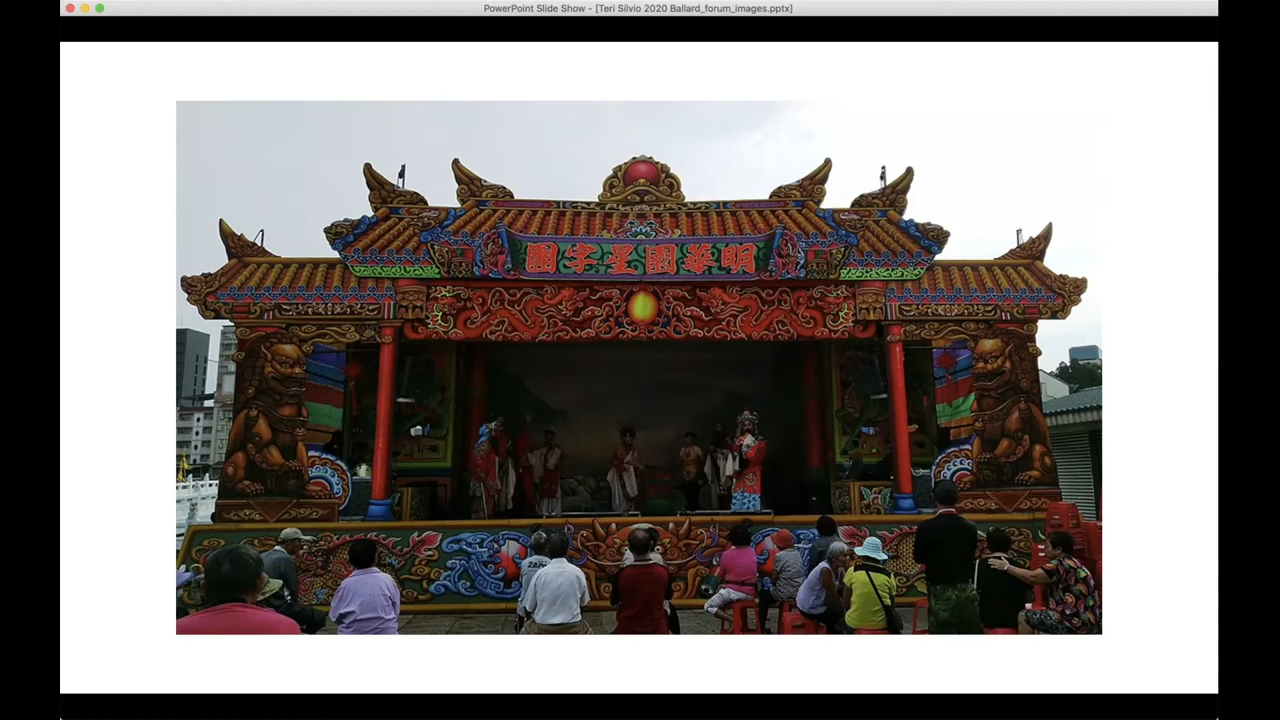 PowerPoint Slide Show - [Teri Silvio 2020 Ballard_forum_images.pptx]
明華園星字團